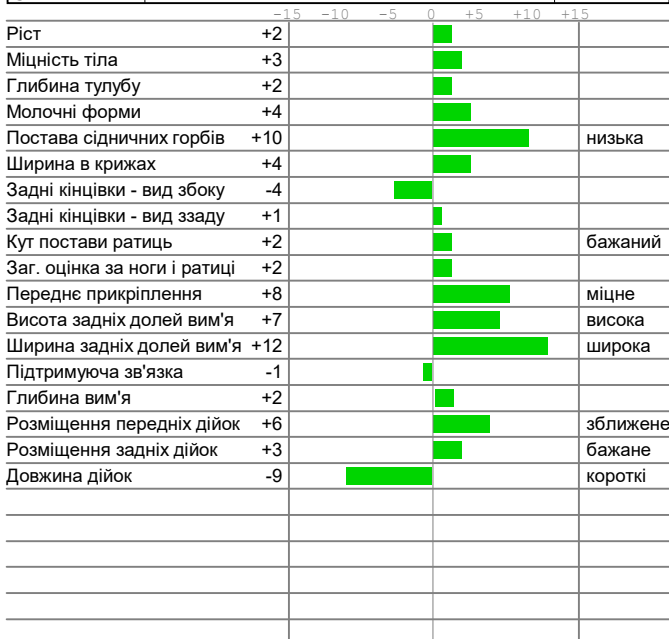 -15 -10 -5 0 +5 +10 +15
Ріст +2
Міцність тіла +3
Глибина тулубу +2
Молочні форми +4
Постава сідничних горбів +10 низька
Ширина в крижах +4
Задні кінцівки - вид збоку -4
Задні кінцівки - вид ззаду +1
Кут постави ратиць +2 бажаний
Заг. оцінка за ноги і ратиці +2
Переднє прикріплення +8 міцне
Висота задніх долей вим'я +7 висока
Ширина задніх долей вим'я +12 широка
Підтримуюча зв'язка -1
Глибина вим'я +2
Розміщення передніх дійок +6 зближене
Розміщення задніх дійок +3 бажане
Довжина дійок -9 короткі